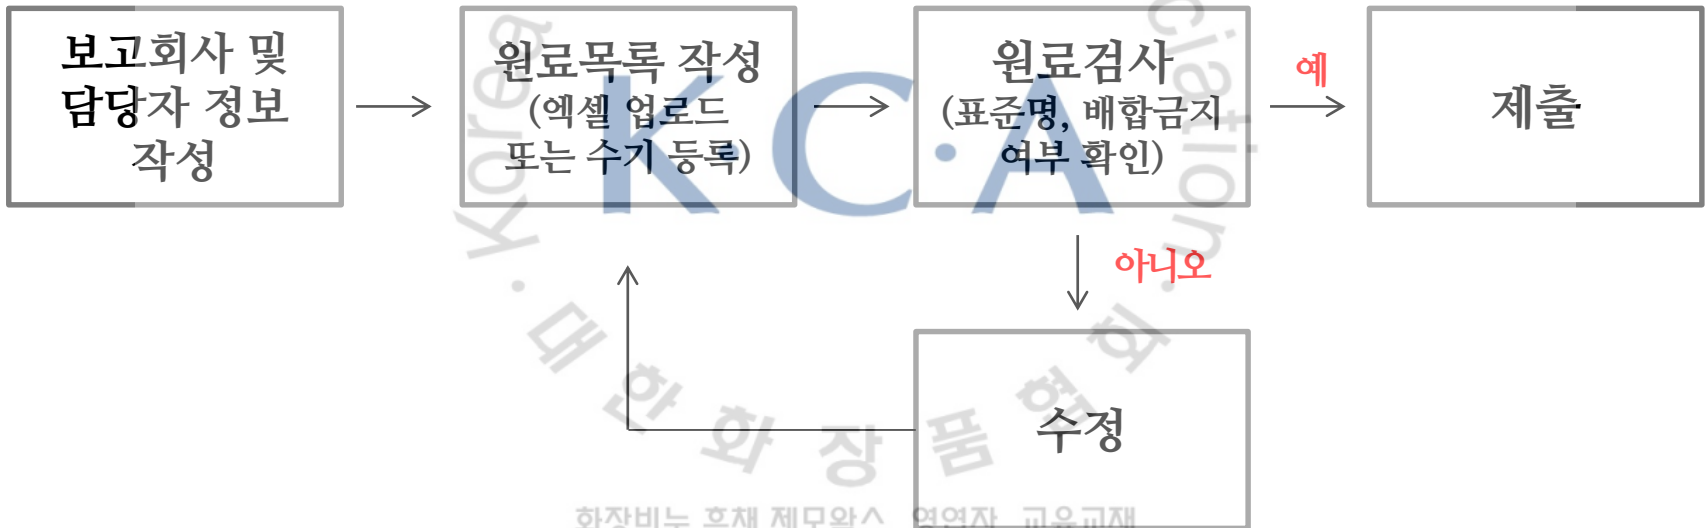 보고회사 및
담당자 정보
작성
원료목록 작성
(엑셀 업로드
또는 수기 등록)
원료검사
(표준명, 배합금지
여부 확인)
예
제출
아니오
수정
K·C·A
Korea
ciation
대한화장품협회